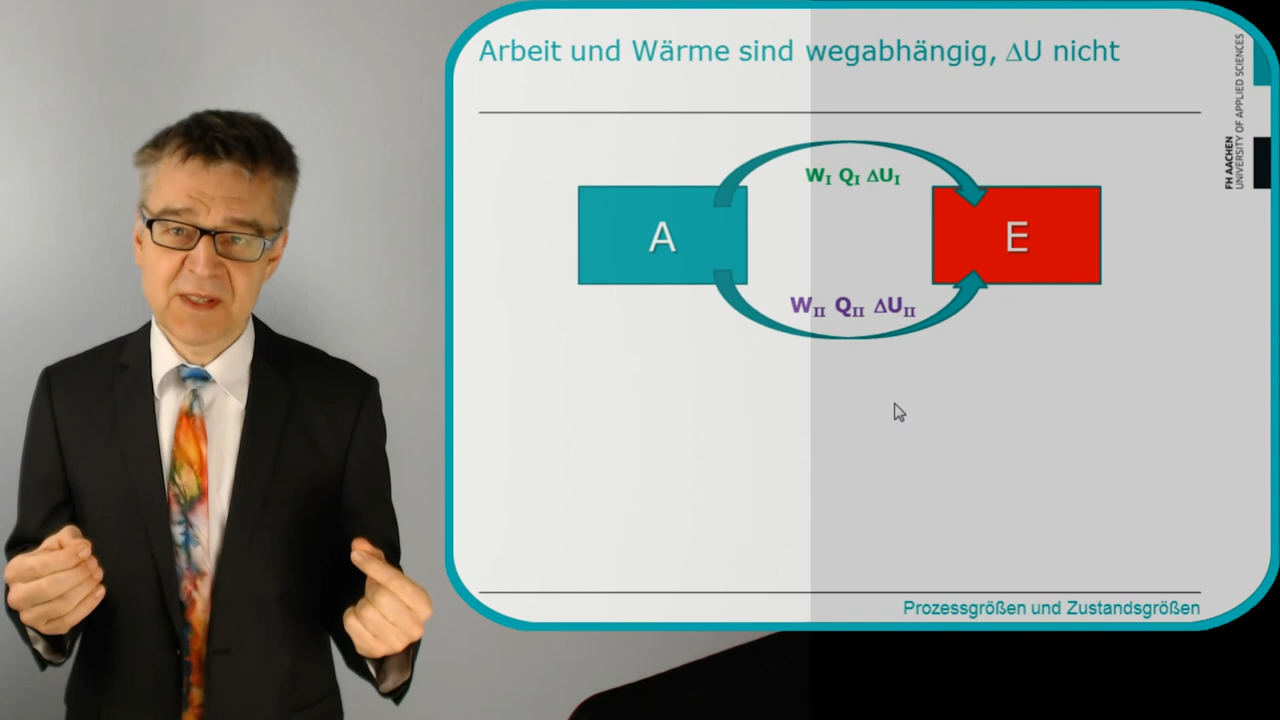 Arbeit und Wärme sind wegabhängig, ΔU nicht
W_I Q_I ΔU_I
A
E
W_II Q_II ΔU_II
Prozessgrößen und Zustandsgrößen
FH AACHEN
UNIVERSITY OF APPLIED SCIENCES